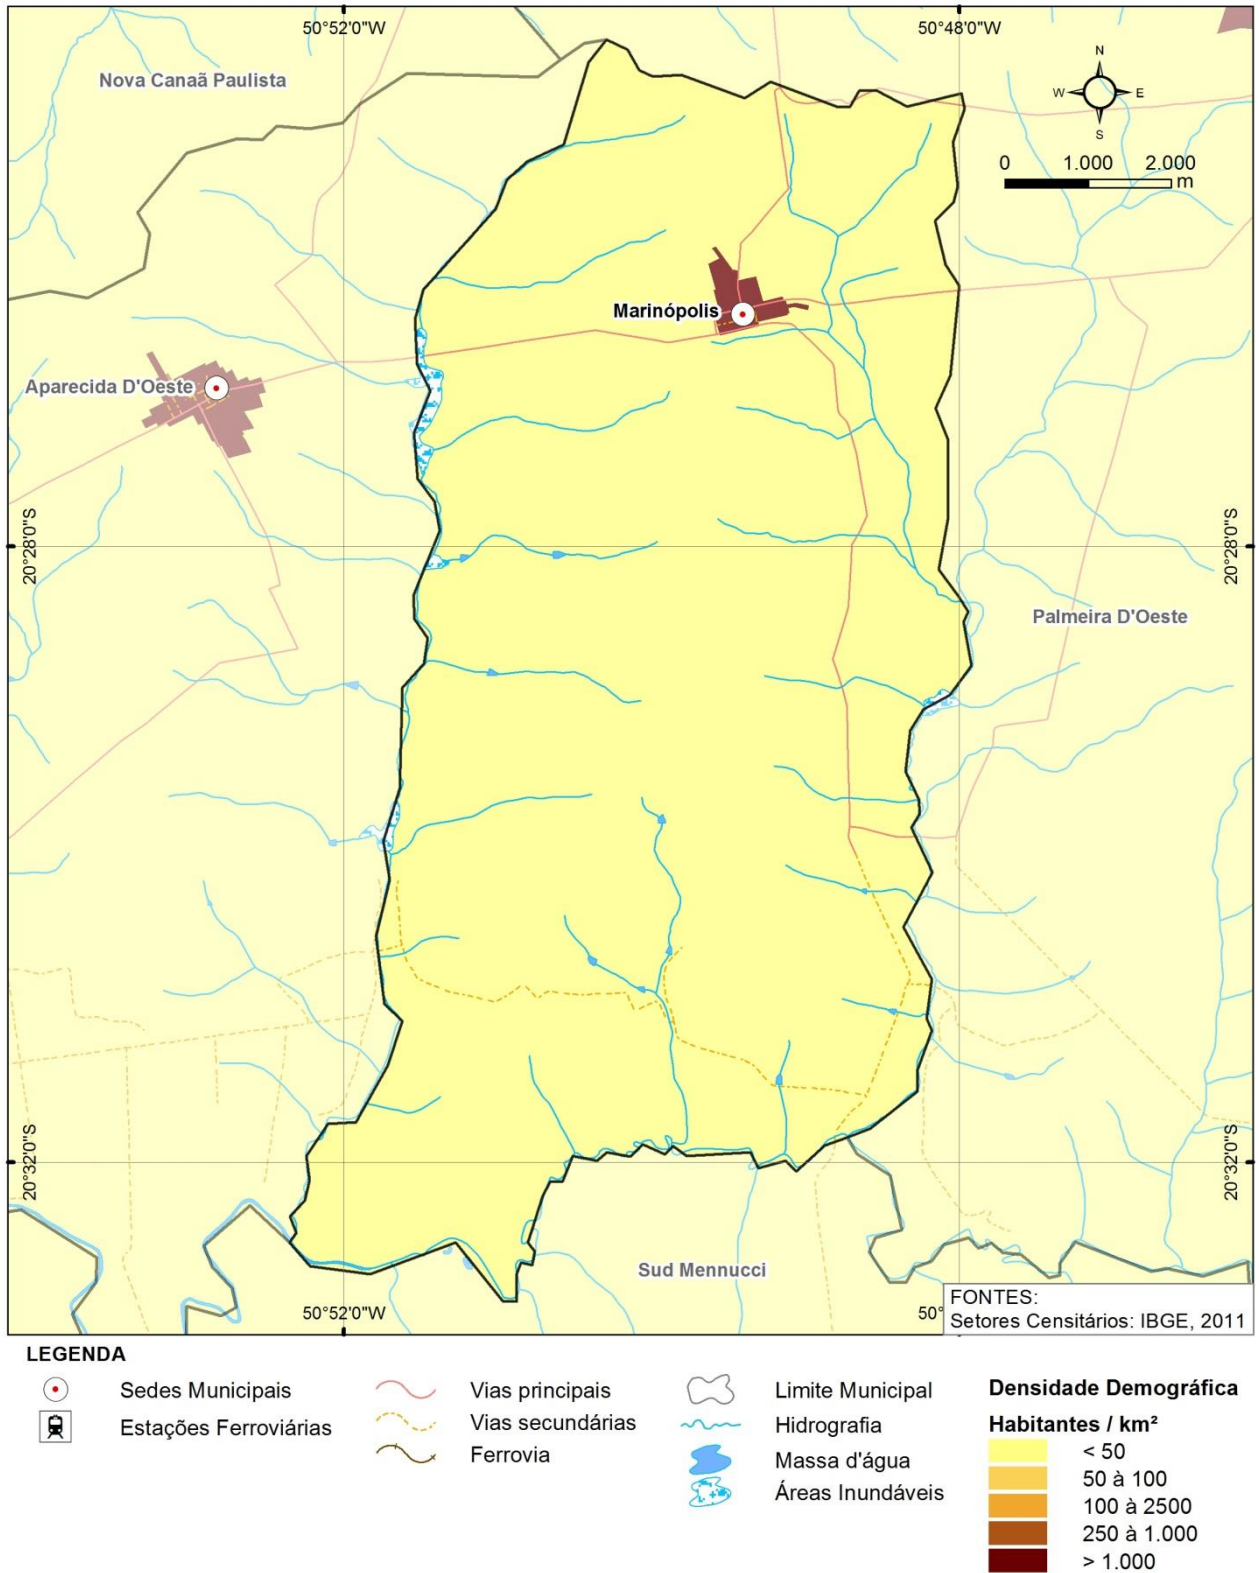 50°52'0"W
50°48'0"W
Nova Canaã Paulista
N
W
E
S
0 1.000 2.000
m
Marinópolis
Aparecida D'Oeste
20°28'0"S
20°28'0"S
Palmeira D'Oeste
20°32'0"S
20°32'0"S
Sud Mennucci
50°52'0"W
50°
FONTES:
Setores Censitários: IBGE, 2011
LEGENDA
Sedes Municipais
Estações Ferroviárias
Vias principais
Vias secundárias
Ferrovia
Limite Municipal
Hidrografia
Massa d'água
Áreas Inundáveis
Densidade Demográfica
Habitantes / km²
< 50
50 à 100
100 à 2500
250 à 1.000
> 1.000